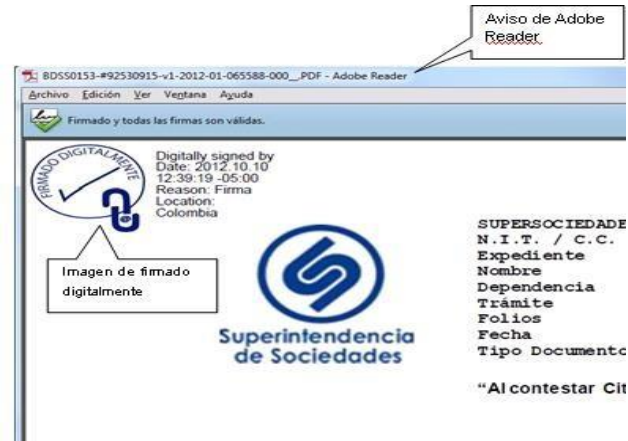 Aviso de Adobe
Reader
BDSS0153-#92530915-v1-2012-01-065588-000__.PDF - Adobe Reader
Archivo Edición Ver Ventana Ayuda
Firmado y todas las firmas son válidas.
FIRMADO DIGITALMENTE
Digitally signed by
Date: 2012.10.10
12:39:19 -05:00
Reason: Firma
Location:
Colombia
Imagen de firmado
digitalmente
Superintendencia
de Sociedades
SUPERSOCIEDADE
N.I.T. / C.C.
Expediente
Nombre
Dependencia
Trámite
Folios
Fecha
Tipo Documento
“Al contestar Cit